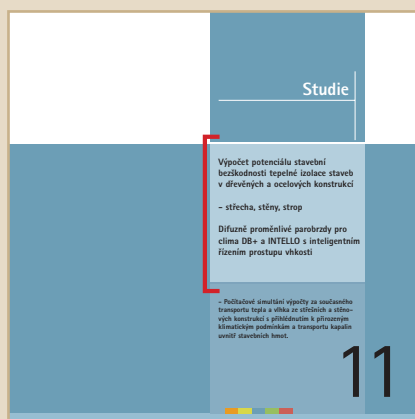 Studie
Výpočet potenciálu stavební
bezškodnosti tepelné izolace staveb
v dřevěných a ocelových konstrukcí
– střecha, stěny, strop
Difuzně proměnlivé parobrzdy pro
clima DB+ a INTELLO s inteligentním
řízením prostupu vhkosti
– Počítačové simultání výpočty za současného
transportu tepla a vlhka ze střešních a stěno-
vých konstrukcí s přihlédnutím k přirozeným
klimatickým podmínkám a transportu kapalin
uvnitř stavebních hmot.
11